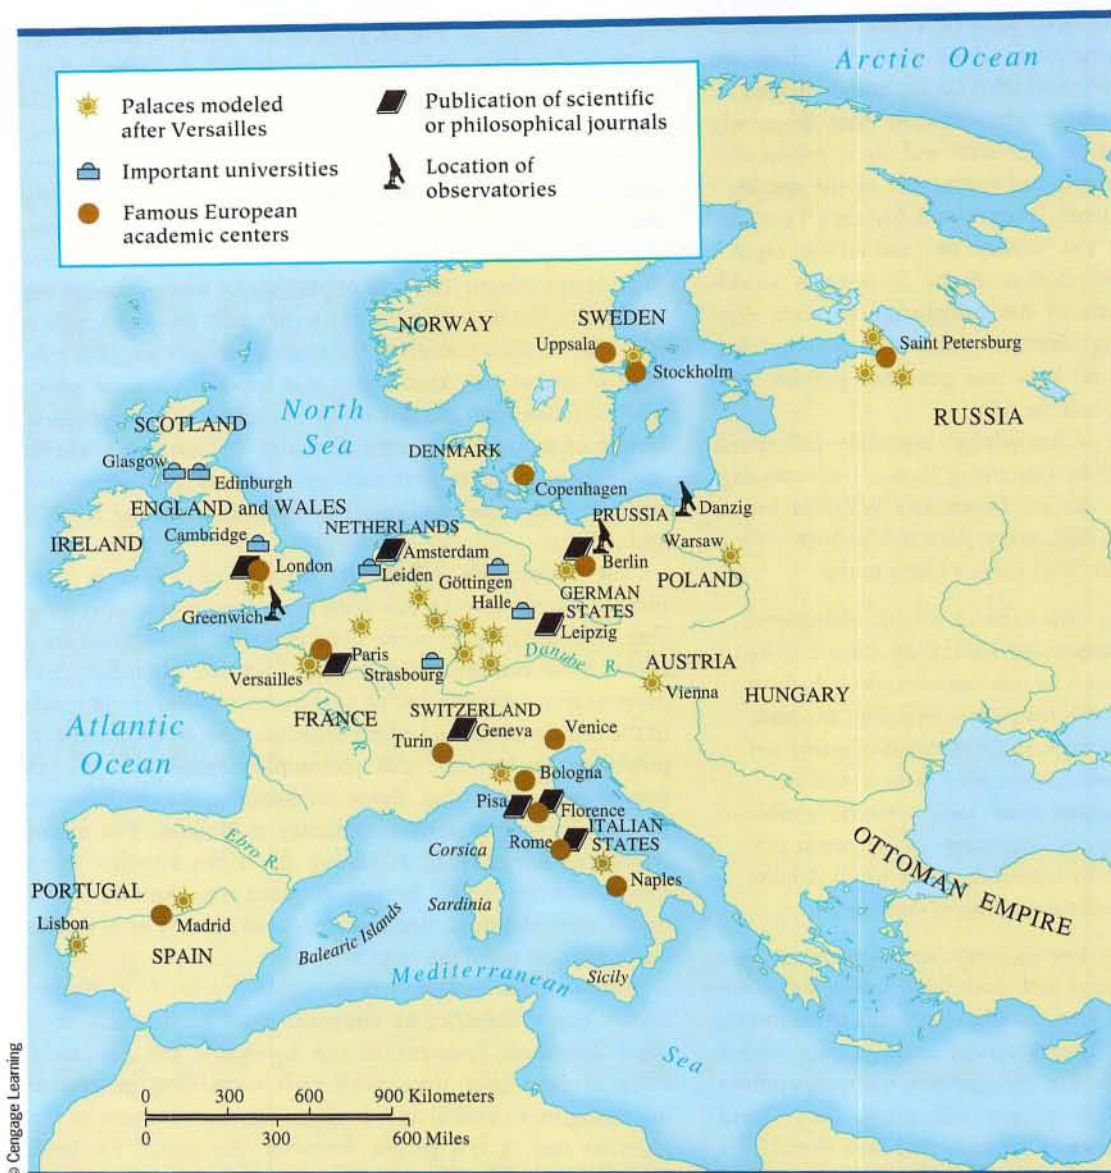 Arctic Ocean
Palaces modeled
after Versailles
Important universities
Famous European
academic centers
Publication of scientific
or philosophical journals
Location of
observatories
NORWAY
SWEDEN
Uppsala
Stockholm
Saint Petersburg
RUSSIA
North
Sea
SCOTLAND
Glasgow
Edinburgh
DENMARK
Copenhagen
ENGLAND and WALES
IRELAND
Cambridge
London
Greenwich
NETHERLANDS
Amsterdam
Leiden
Göttingen
Halle
PRUSSIA
Danzig
Berlin
Warsaw
POLAND
GERMAN
STATES
Leipzig
Paris
Versailles
Strasbourg
Danube R.
AUSTRIA
Vienna
HUNGARY
Atlantic
Ocean
FRANCE
Loire R.
SWITZERLAND
Geneva
Turin
Venice
Bologna
Pisa
Florence
Rome
ITALIAN
STATES
Naples
Corsica
Sardinia
Sicily
Ebro R.
PORTUGAL
Lisbon
Madrid
SPAIN
Balearic Islands
Mediterranean
Sea
OTTOMAN EMPIRE
0 300 600 900 Kilometers
0 300 600 Miles
© Cengage Learning